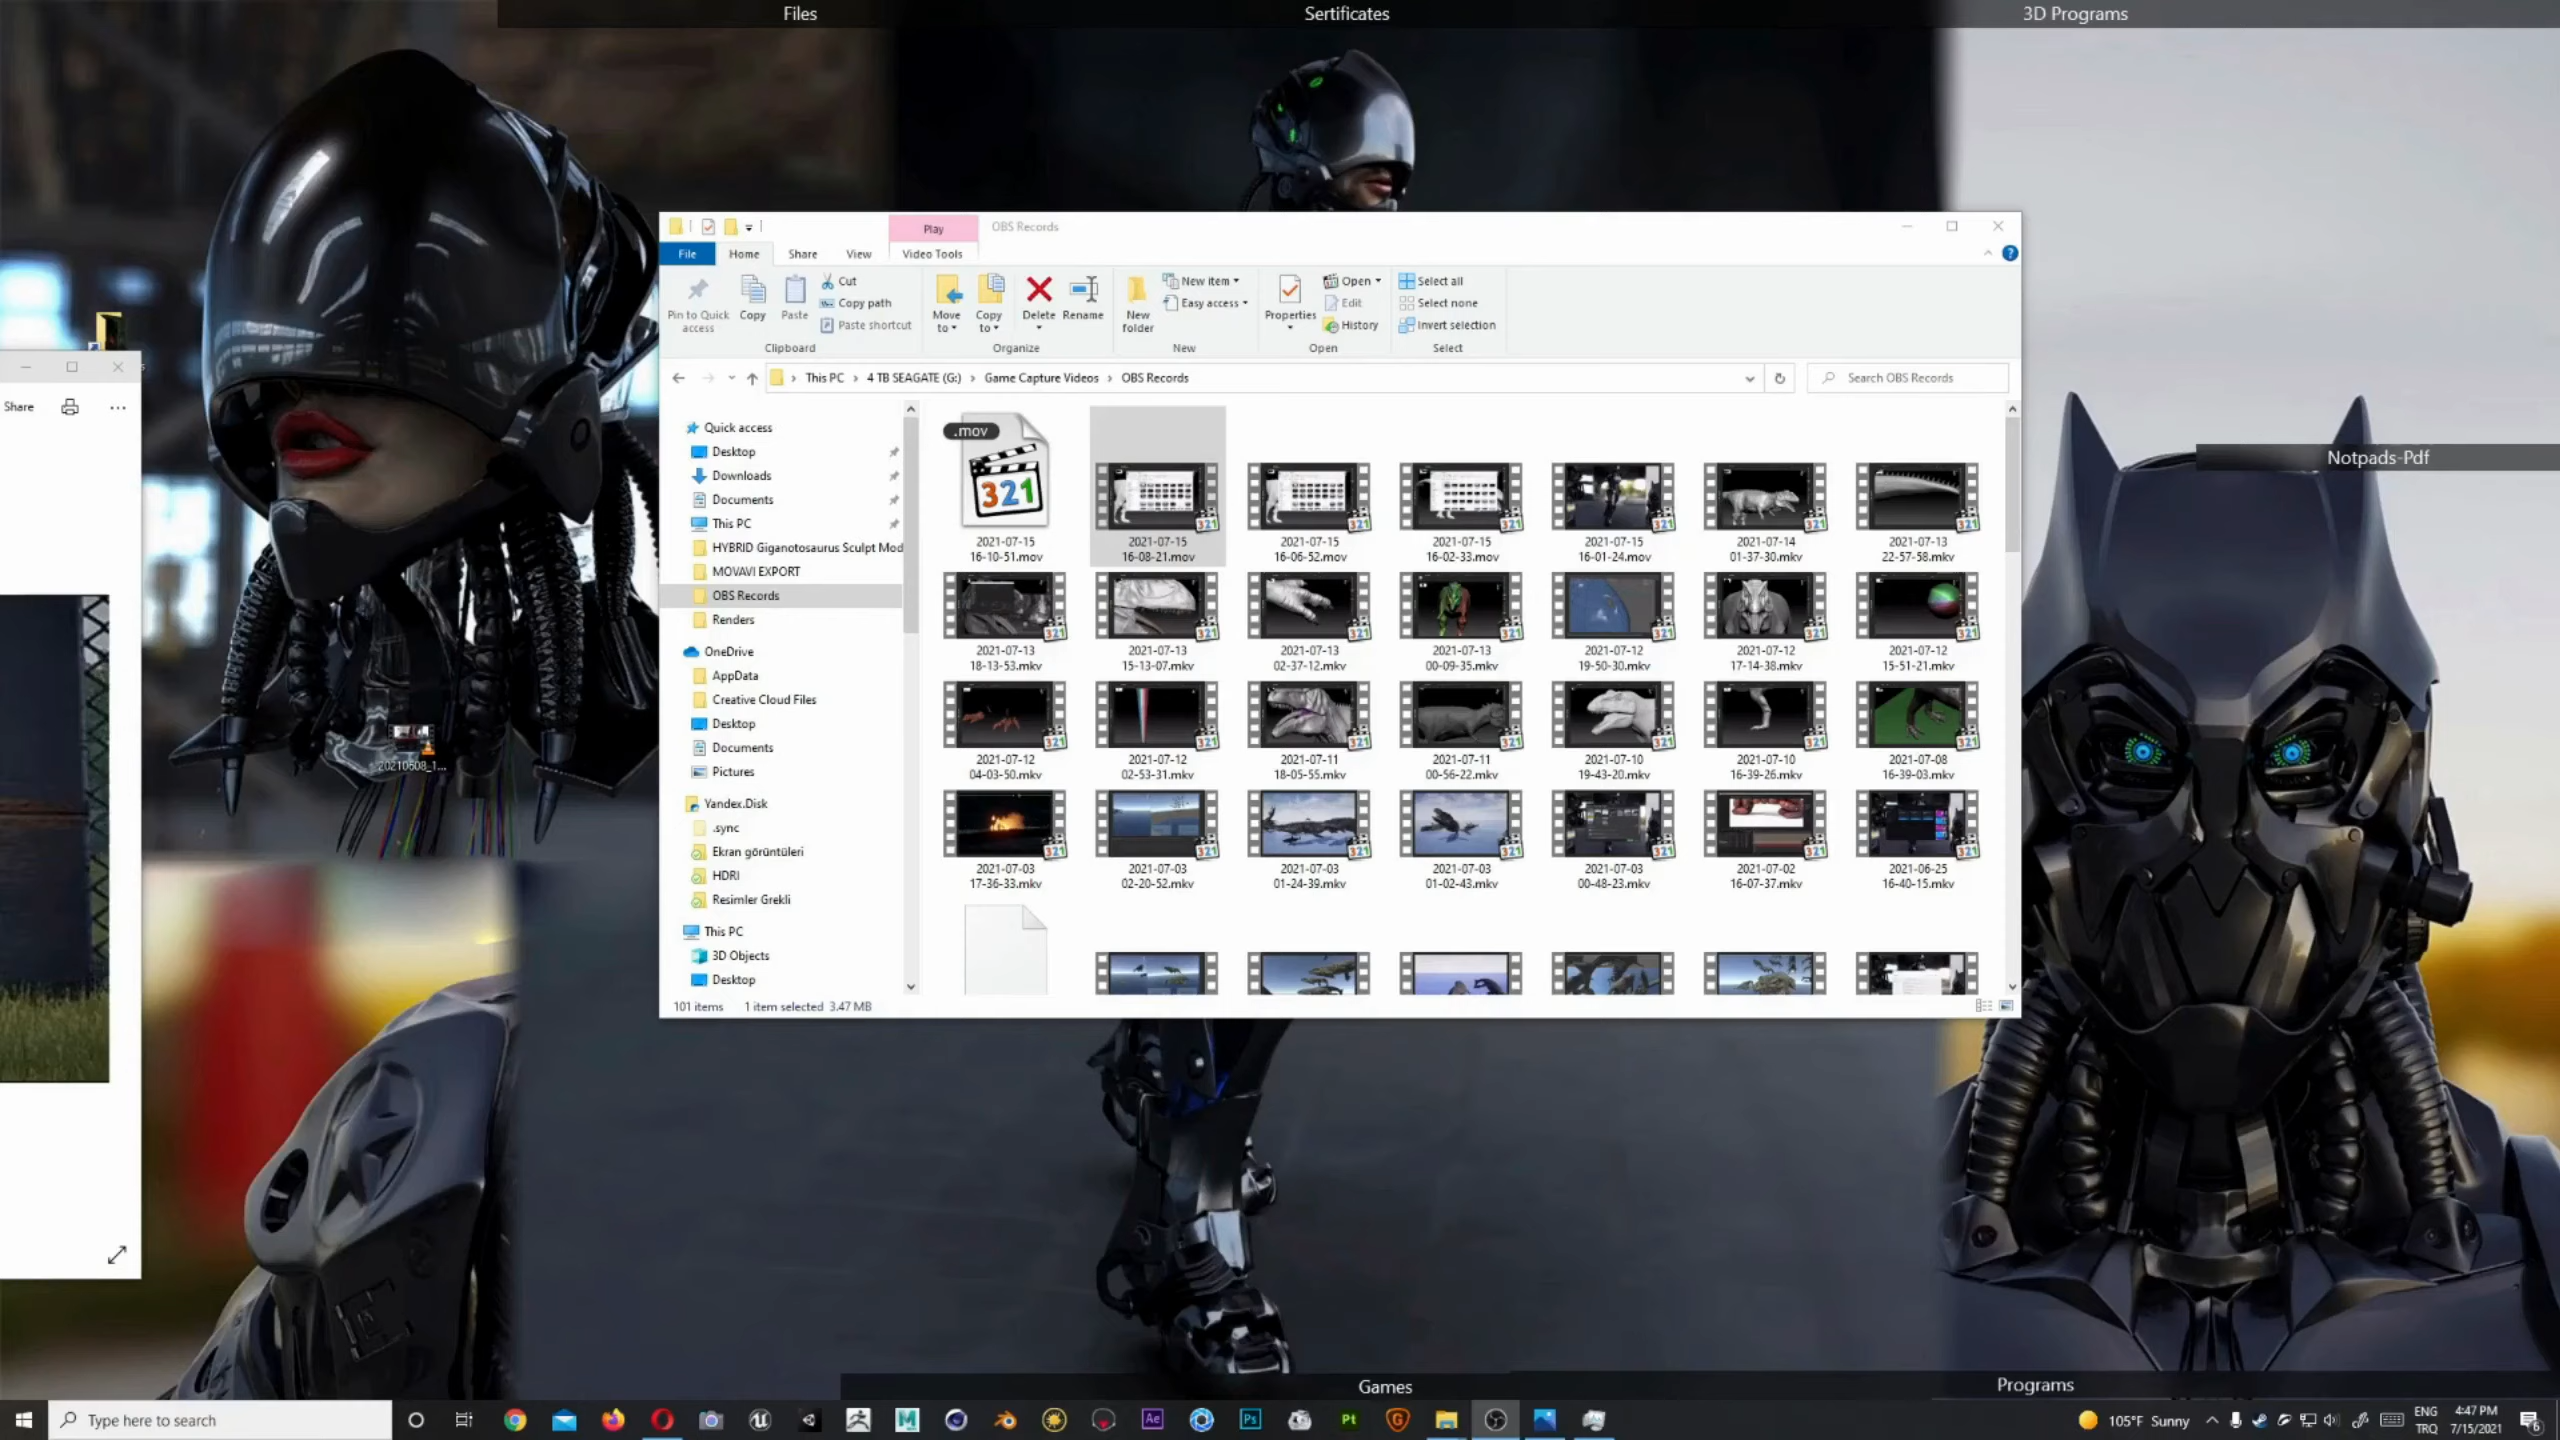 Files
Sertificates
3D Programs
Play
OBS Records
File
Home
Share
View
Video Tools
Pin to Quick access
Copy
Paste
Cut
Copy path
Paste shortcut
Clipboard
Move to
Copy to
Delete
Rename
Organize
New folder
New item
Easy access
New
Properties
Open
Edit
History
Open
Select all
Select none
Invert selection
Select
This PC > 4 TB SEAGATE (G:) > Game Capture Videos > OBS Records
Search OBS Records
Share
Notpads-Pdf
Quick access
Desktop
Downloads
Documents
This PC
HYBRID Giganotosaurus Sculpt Mod
MOVAVI EXPORT
OBS Records
Renders
OneDrive
AppData
Creative Cloud Files
Desktop
Documents
Pictures
Yandex.Disk
.sync
Ekran görüntüleri
HDRI
Resimler Grekli
This PC
3D Objects
Desktop
.mov
321
2021-07-15 16-10-51.mov
2021-07-15 16-08-21.mov
2021-07-15 16-06-52.mov
2021-07-15 16-02-33.mov
2021-07-15 16-01-24.mov
2021-07-14 01-37-30.mkv
2021-07-13 22-57-58.mkv
2021-07-13 18-13-53.mkv
2021-07-13 15-13-07.mkv
2021-07-13 02-37-12.mkv
2021-07-13 00-09-35.mkv
2021-07-12 19-50-30.mkv
2021-07-12 17-14-38.mkv
2021-07-12 15-51-21.mkv
2021-07-12 04-03-50.mkv
2021-07-12 02-53-31.mkv
2021-07-11 18-05-55.mkv
2021-07-11 00-56-22.mkv
2021-07-10 19-43-20.mkv
2021-07-10 16-39-26.mkv
2021-07-08 16-39-03.mkv
2021-07-03 17-36-33.mkv
2021-07-03 02-20-52.mkv
2021-07-03 01-24-39.mkv
2021-07-03 01-02-43.mkv
2021-07-03 00-48-23.mkv
2021-07-02 16-07-37.mkv
2021-06-25 16-40-15.mkv
101 items
1 item selected 3.47 MB
20210608_1...
Games
Programs
Type here to search
Ae
Ps
Pt
105°F Sunny
ENG
TRQ
4:47 PM
7/15/2021
6